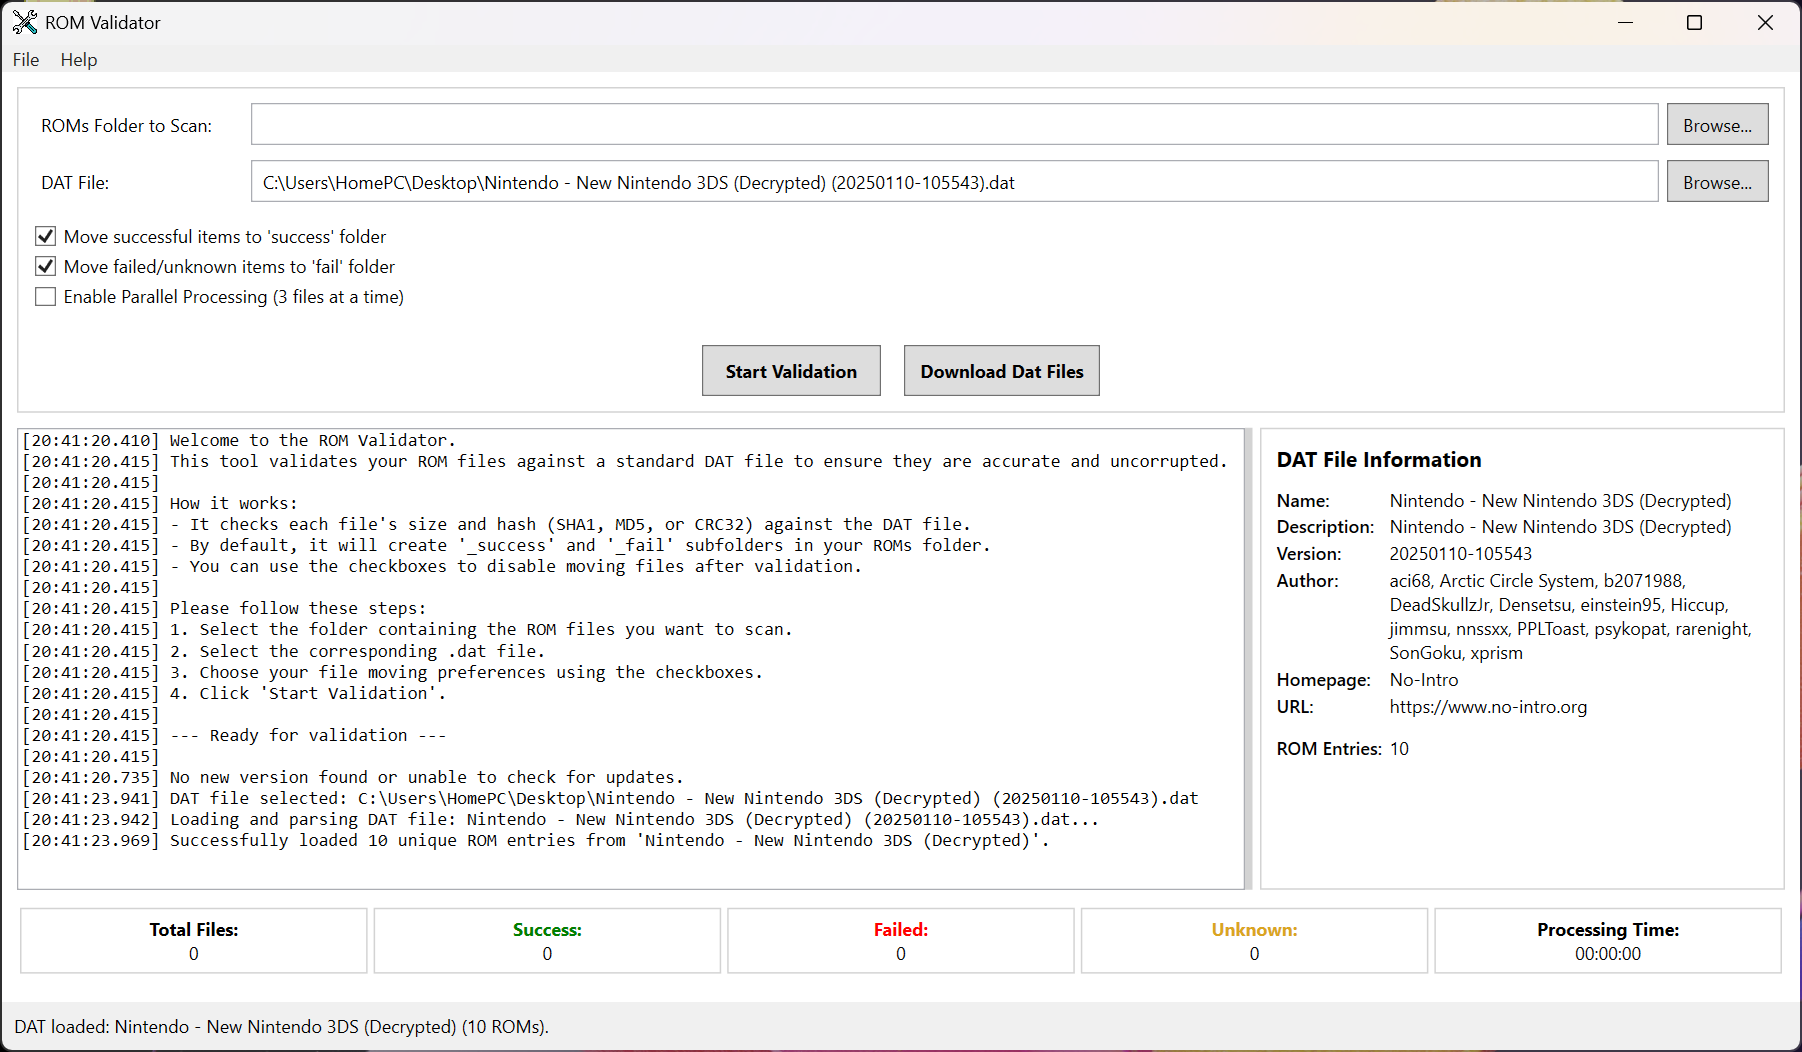 ROM Validator
File Help
ROMs Folder to Scan:
Browse...
DAT File:
C:\Users\HomePC\Desktop\Nintendo - New Nintendo 3DS (Decrypted) (20250110-105543).dat
Browse...
Move successful items to 'success' folder
Move failed/unknown items to 'fail' folder
Enable Parallel Processing (3 files at a time)
Start Validation
Download Dat Files
[20:41:20.410] Welcome to the ROM Validator.
[20:41:20.415] This tool validates your ROM files against a standard DAT file to ensure they are accurate and uncorrupted.
[20:41:20.415]
[20:41:20.415] How it works:
[20:41:20.415] - It checks each file's size and hash (SHA1, MD5, or CRC32) against the DAT file.
[20:41:20.415] - By default, it will create '_success' and '_fail' subfolders in your ROMs folder.
[20:41:20.415] - You can use the checkboxes to disable moving files after validation.
[20:41:20.415]
[20:41:20.415] Please follow these steps:
[20:41:20.415] 1. Select the folder containing the ROM files you want to scan.
[20:41:20.415] 2. Select the corresponding .dat file.
[20:41:20.415] 3. Choose your file moving preferences using the checkboxes.
[20:41:20.415] 4. Click 'Start Validation'.
[20:41:20.415]
[20:41:20.415] --- Ready for validation ---
[20:41:20.415]
[20:41:20.735] No new version found or unable to check for updates.
[20:41:23.941] DAT file selected: C:\Users\HomePC\Desktop\Nintendo - New Nintendo 3DS (Decrypted) (20250110-105543).dat
[20:41:23.942] Loading and parsing DAT file: Nintendo - New Nintendo 3DS (Decrypted) (20250110-105543).dat...
[20:41:23.969] Successfully loaded 10 unique ROM entries from 'Nintendo - New Nintendo 3DS (Decrypted)'.
DAT File Information
Name: Nintendo - New Nintendo 3DS (Decrypted)
Description: Nintendo - New Nintendo 3DS (Decrypted)
Version: 20250110-105543
Author: aci68, Arctic Circle System, b2071988,
DeadSkullzJr, Densetsu, einstein95, Hiccup,
jimmsu, nnssxx, PPLToast, psykopat, rarenight,
SonGoku, xprism
Homepage: No-Intro
URL: https://www.no-intro.org
ROM Entries: 10
Total Files:
0
Success:
0
Failed:
0
Unknown:
0
Processing Time:
00:00:00
DAT loaded: Nintendo - New Nintendo 3DS (Decrypted) (10 ROMs).